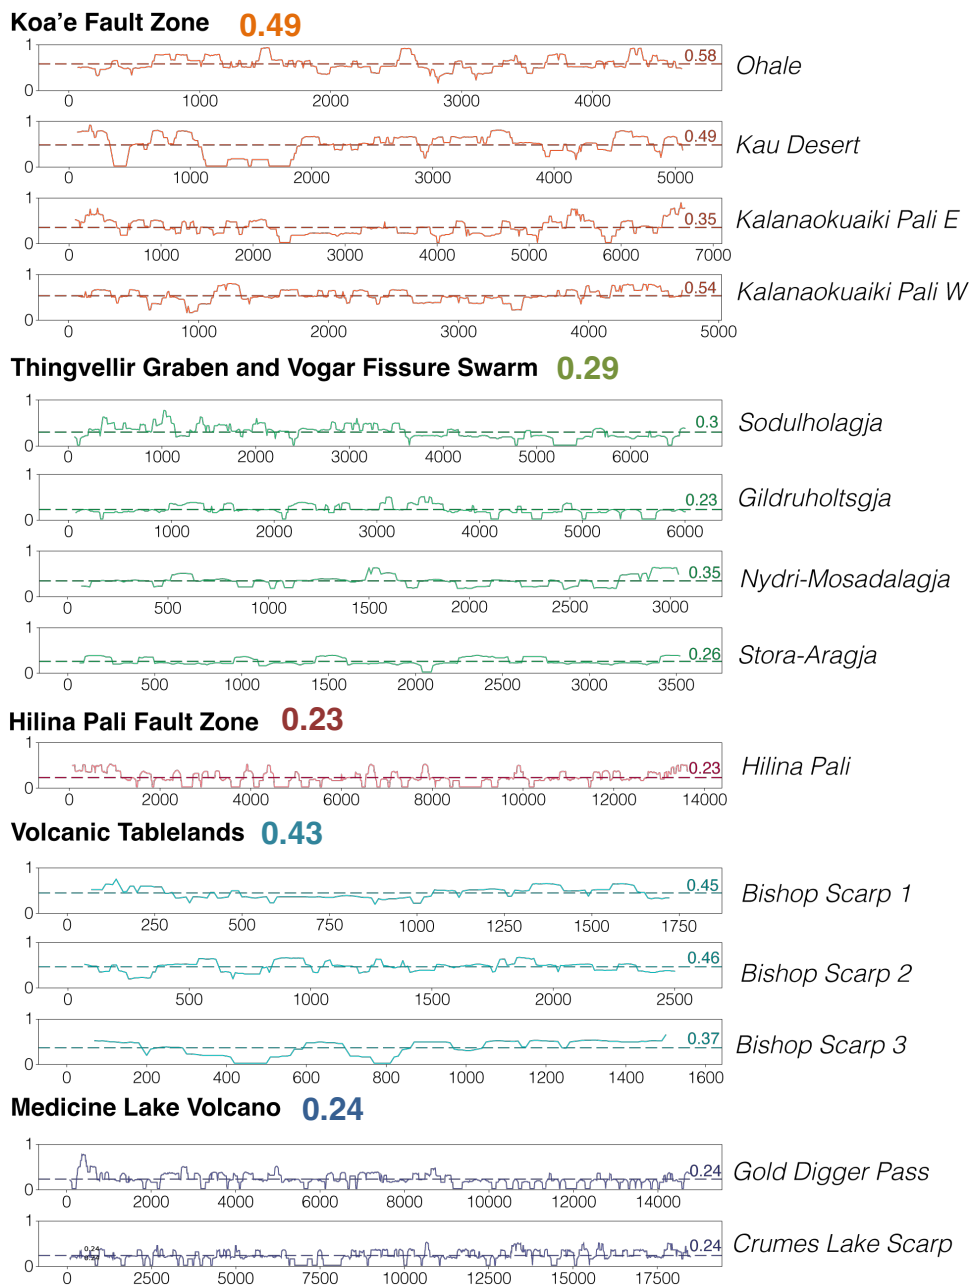 Koa’e Fault Zone 0.49
1
0.58
Ohale
0
0 1000 2000 3000 4000
1
0.49
Kau Desert
0
0 1000 2000 3000 4000 5000
1
0.35
Kalanaokuaiki Pali E
0
0 1000 2000 3000 4000 5000 6000 7000
1
0.54
Kalanaokuaiki Pali W
0
0 1000 2000 3000 4000 5000
Thingvellir Graben and Vogar Fissure Swarm 0.29
1
0.3
Sodulholagja
0
0 1000 2000 3000 4000 5000 6000
1
0.23
Gildruholtsgja
0
0 1000 2000 3000 4000 5000 6000
1
0.35
Nydri-Mosadalagja
0
0 500 1000 1500 2000 2500 3000
1
0.26
Stora-Aragja
0
0 500 1000 1500 2000 2500 3000 3500
Hilina Pali Fault Zone 0.23
1
0.23
Hilina Pali
0
0 2000 4000 6000 8000 10000 12000 14000
Volcanic Tablelands 0.43
1
0.45
Bishop Scarp 1
0
0 250 500 750 1000 1250 1500 1750
1
0.46
Bishop Scarp 2
0
0 500 1000 1500 2000 2500
1
0.37
Bishop Scarp 3
0
0 200 400 600 800 1000 1200 1400 1600
Medicine Lake Volcano 0.24
1
0.24
Gold Digger Pass
0
0 2000 4000 6000 8000 10000 12000 14000
1
0.24
0.24
Crumes Lake Scarp
0
0 2500 5000 7500 10000 12500 15000 17500